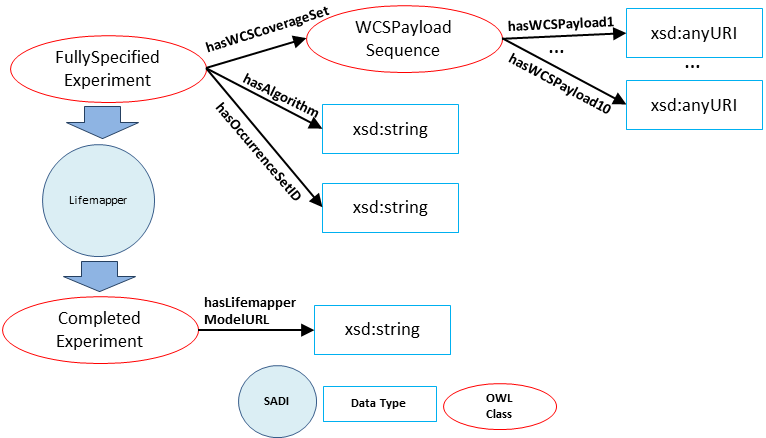 FullySpecified
Experiment
hasWCSCoverageSet
WCSPayload
Sequence
hasWCSPayload1
...
hasWCSPayload10
xsd:anyURI
...
xsd:anyURI
hasAlgorithm
xsd:string
hasOccurrenceSetID
xsd:string
Lifemapper
Completed
Experiment
hasLifemapper
ModelURL
xsd:string
SADI
Data Type
OWL
Class